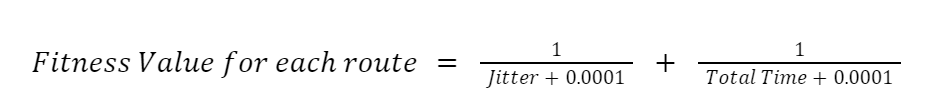 Fitness Value for each route = 1 / (Jitter + 0.0001) + 1 / (Total Time + 0.0001)